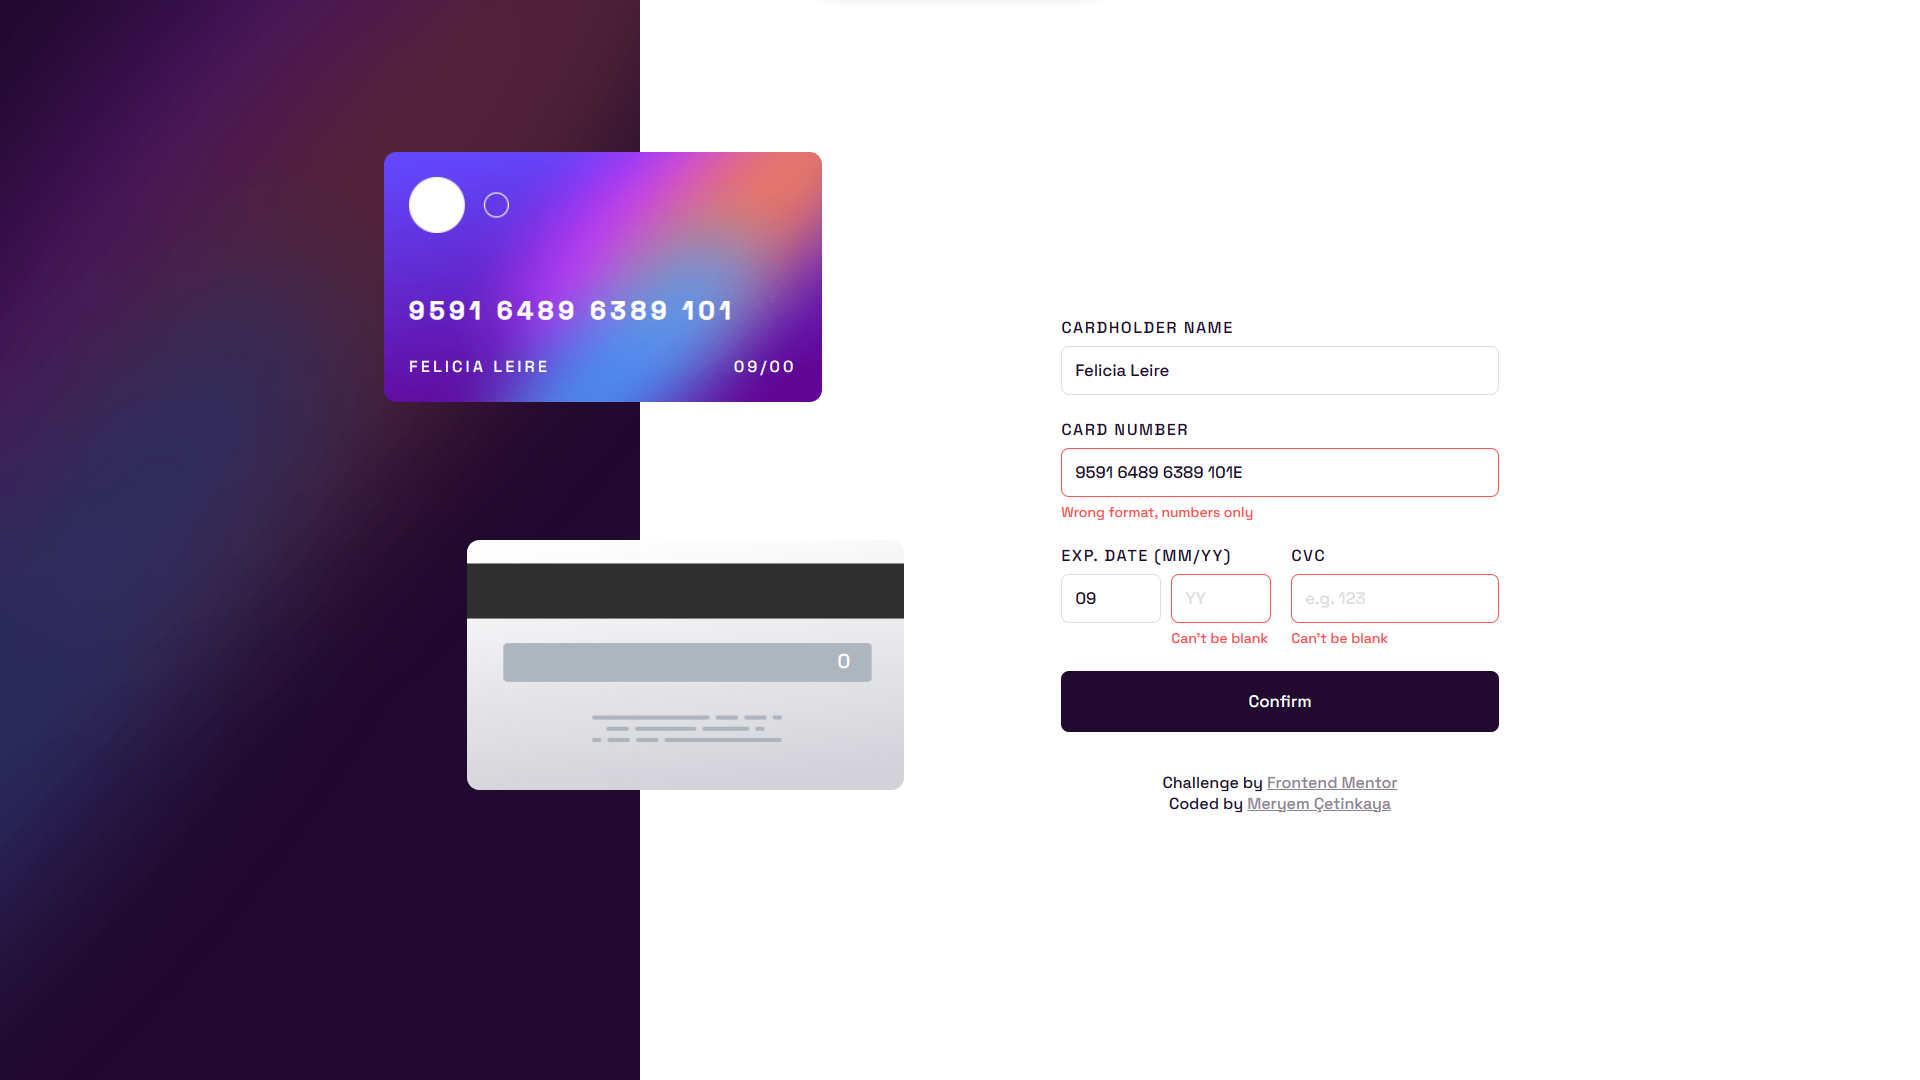 9591 6489 6389 101
FELICIA LEIRE 09/00
0
CARDHOLDER NAME
Felicia Leire
CARD NUMBER
9591 6489 6389 101E
Wrong format, numbers only
EXP. DATE (MM/YY) CVC
09 YY e.g. 123
Can't be blank Can't be blank
Confirm
Challenge by Frontend Mentor
Coded by Meryem Çetinkaya